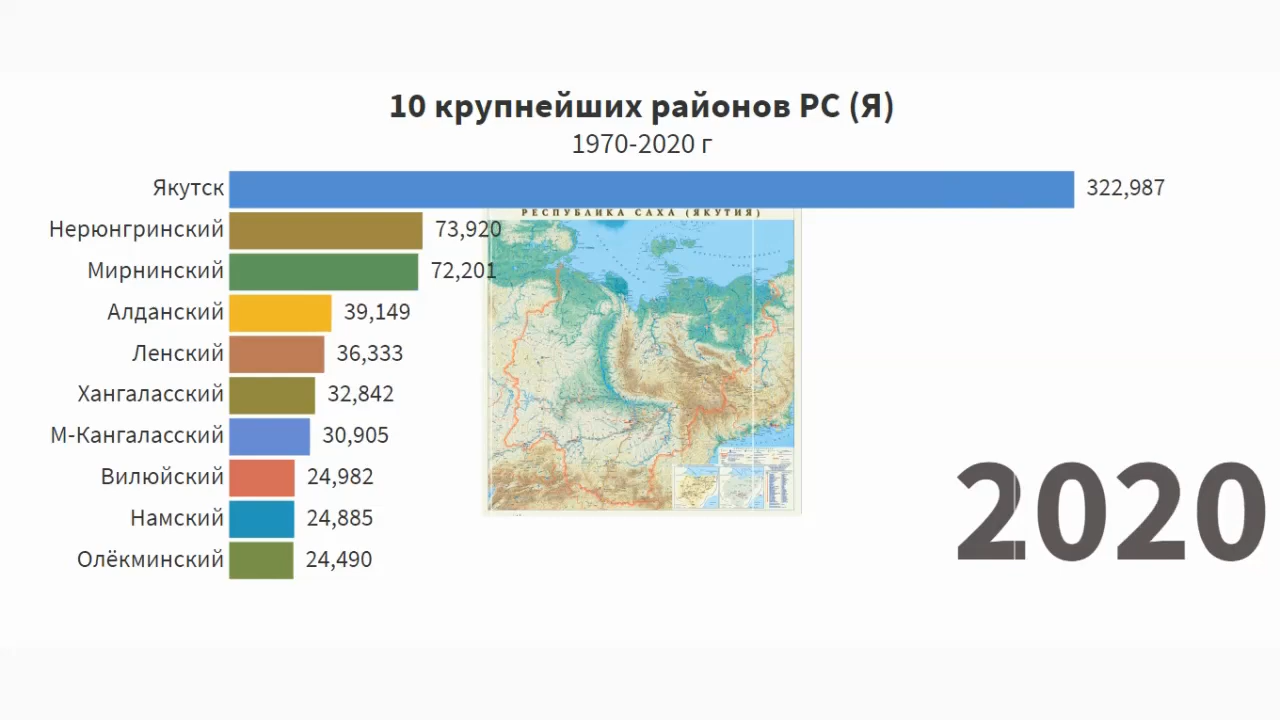 10 крупнейших районов РС (Я)
1970-2020 г
Якутск 322,987
РЕСПУБЛИКА САХА (ЯКУТИЯ)
Нерюнгринский 73,920
Мирнинский 72,201
Алданский 39,149
Ленский 36,333
Хангаласский 32,842
М-Кангаласский 30,905
Вилюйский 24,982
Намский 24,885
Олёкминский 24,490
2020